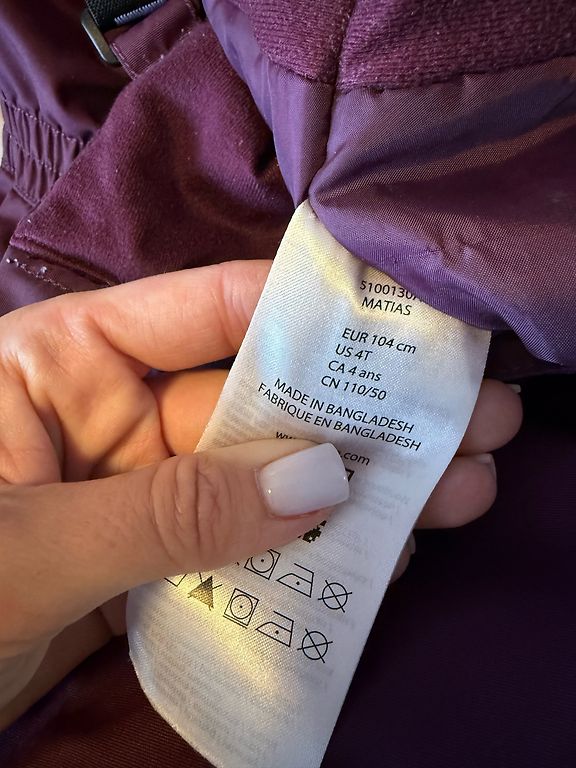 MATIAS
EUR 104 cm
US 4T
CA 4 ans
CN 110/50
MADE IN BANGLADESH
FABRIQUE EN BANGLADESH